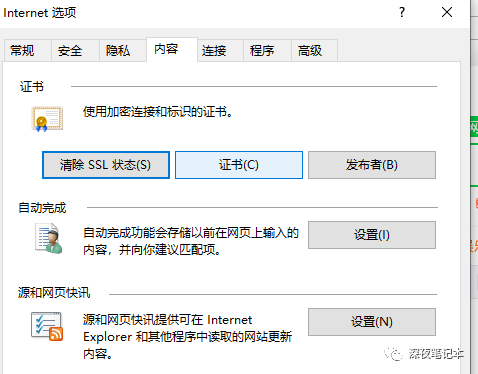 Internet 选项
?
常规 安全 隐私 内容 连接 程序 高级
证书
使用加密连接和标识的证书。
清除 SSL 状态(S) 证书(C) 发布者(B)
自动完成
自动完成功能会存储以前在网页上输入的
内容，并向你建议匹配项。
设置(I)
源和网页快讯
源和网页快讯提供可在 Internet
Explorer 和其他程序中读取的网站更新
内容。
设置(N)
深夜笔记本